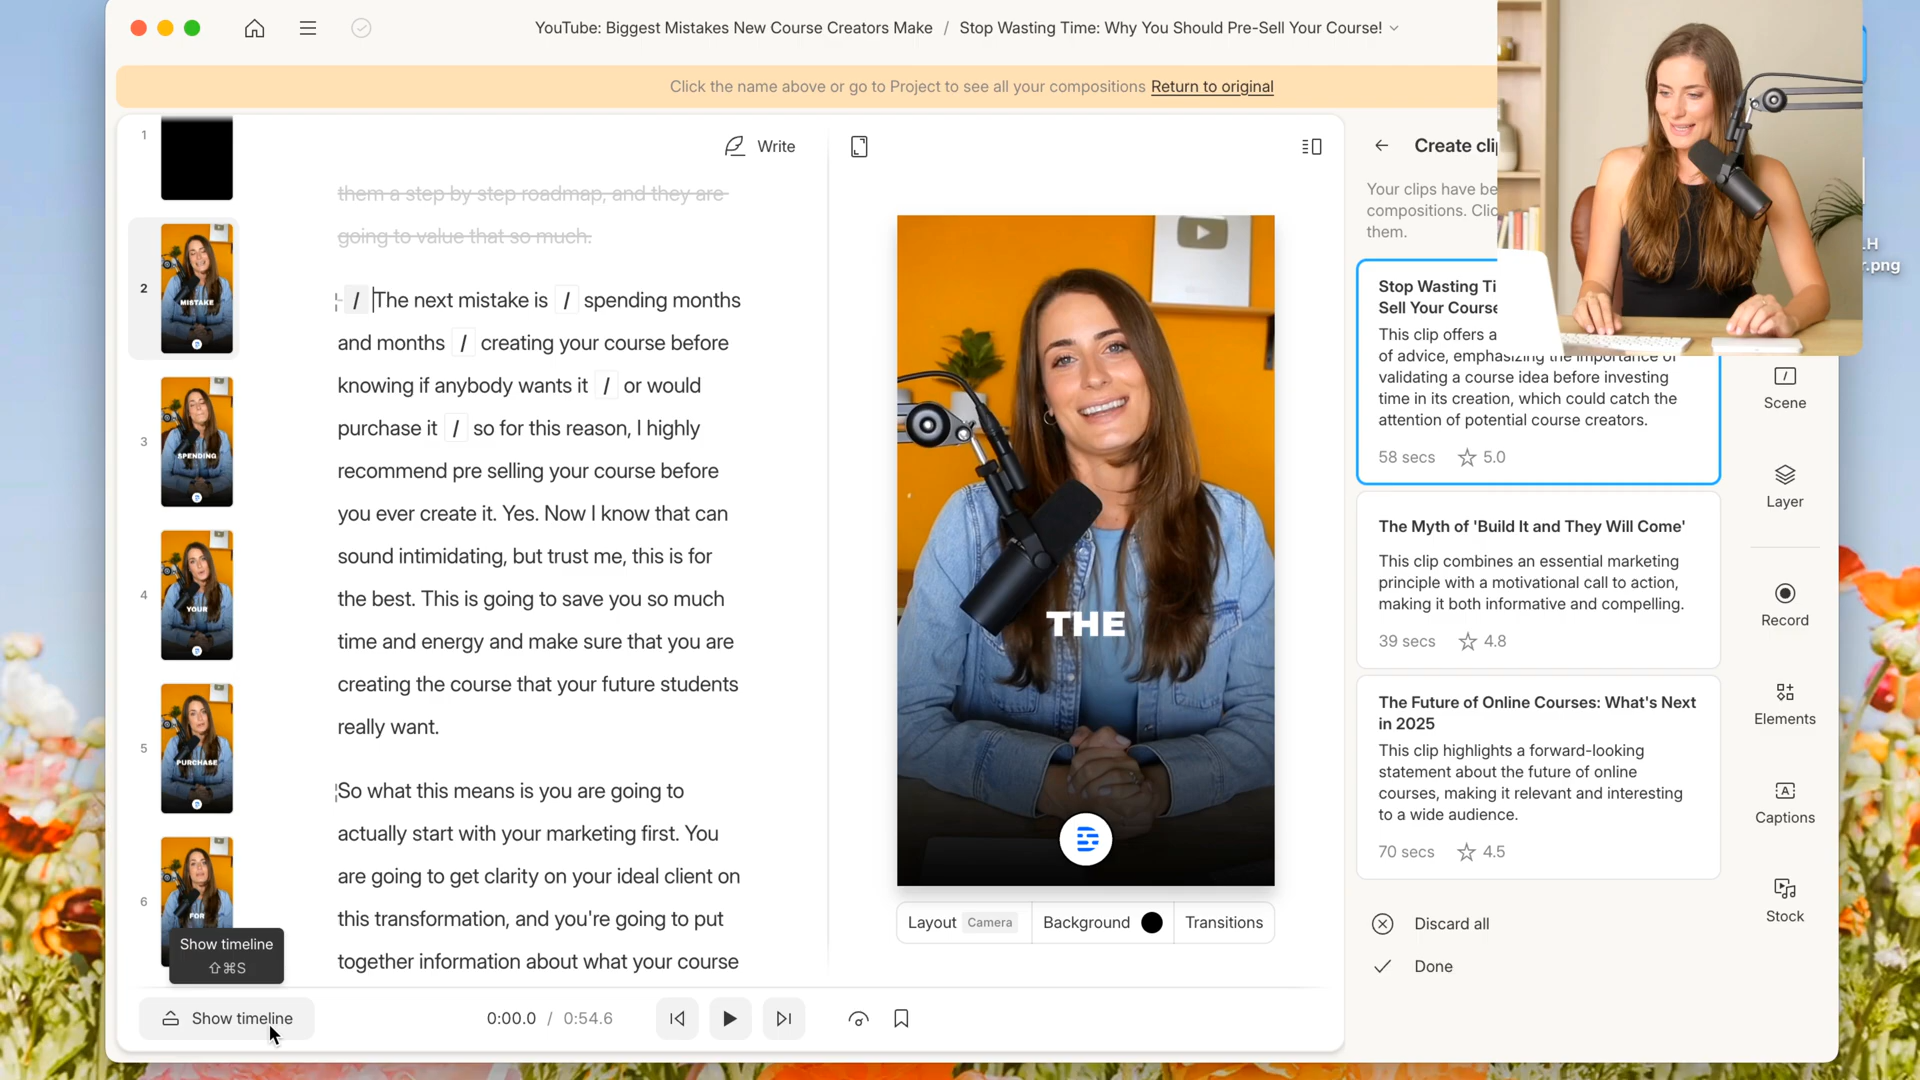 YouTube: Biggest Mistakes New Course Creators Make / Stop Wasting Time: Why You Should Pre-Sell Your Course!
Click the name above or go to Project to see all your compositions Return to original
Write
1
2
3
4
5
6
MISTAKE
SPENDING
YOUR
PURCHASE
FOR
them a step by step roadmap, and they are
going to value that so much.
/ The next mistake is / spending months
and months / creating your course before
knowing if anybody wants it / or would
purchase it / so for this reason, I highly
recommend pre selling your course before
you ever create it. Yes. Now I know that can
sound intimidating, but trust me, this is for
the best. This is going to save you so much
time and energy and make sure that you are
creating the course that your future students
really want.
So what this means is you are going to
actually start with your marketing first. You
are going to get clarity on your ideal client on
this transformation, and you're going to put
together information about what your course
THE
Layout Camera Background Transitions
Show timeline
⇧⌘S
Show timeline
0:00.0 / 0:54.6
Create cli
Your clips have be
compositions. Clic
them.
Stop Wasting Ti
Sell Your Course
This clip offers a
of advice, emphasizing the importance of
validating a course idea before investing
time in its creation, which could catch the
attention of potential course creators.
58 secs 5.0
The Myth of 'Build It and They Will Come'
This clip combines an essential marketing
principle with a motivational call to action,
making it both informative and compelling.
39 secs 4.8
The Future of Online Courses: What's Next
in 2025
This clip highlights a forward-looking
statement about the future of online
courses, making it relevant and interesting
to a wide audience.
70 secs 4.5
Discard all
Done
Scene
Layer
Record
Elements
Captions
Stock
LH
r.png